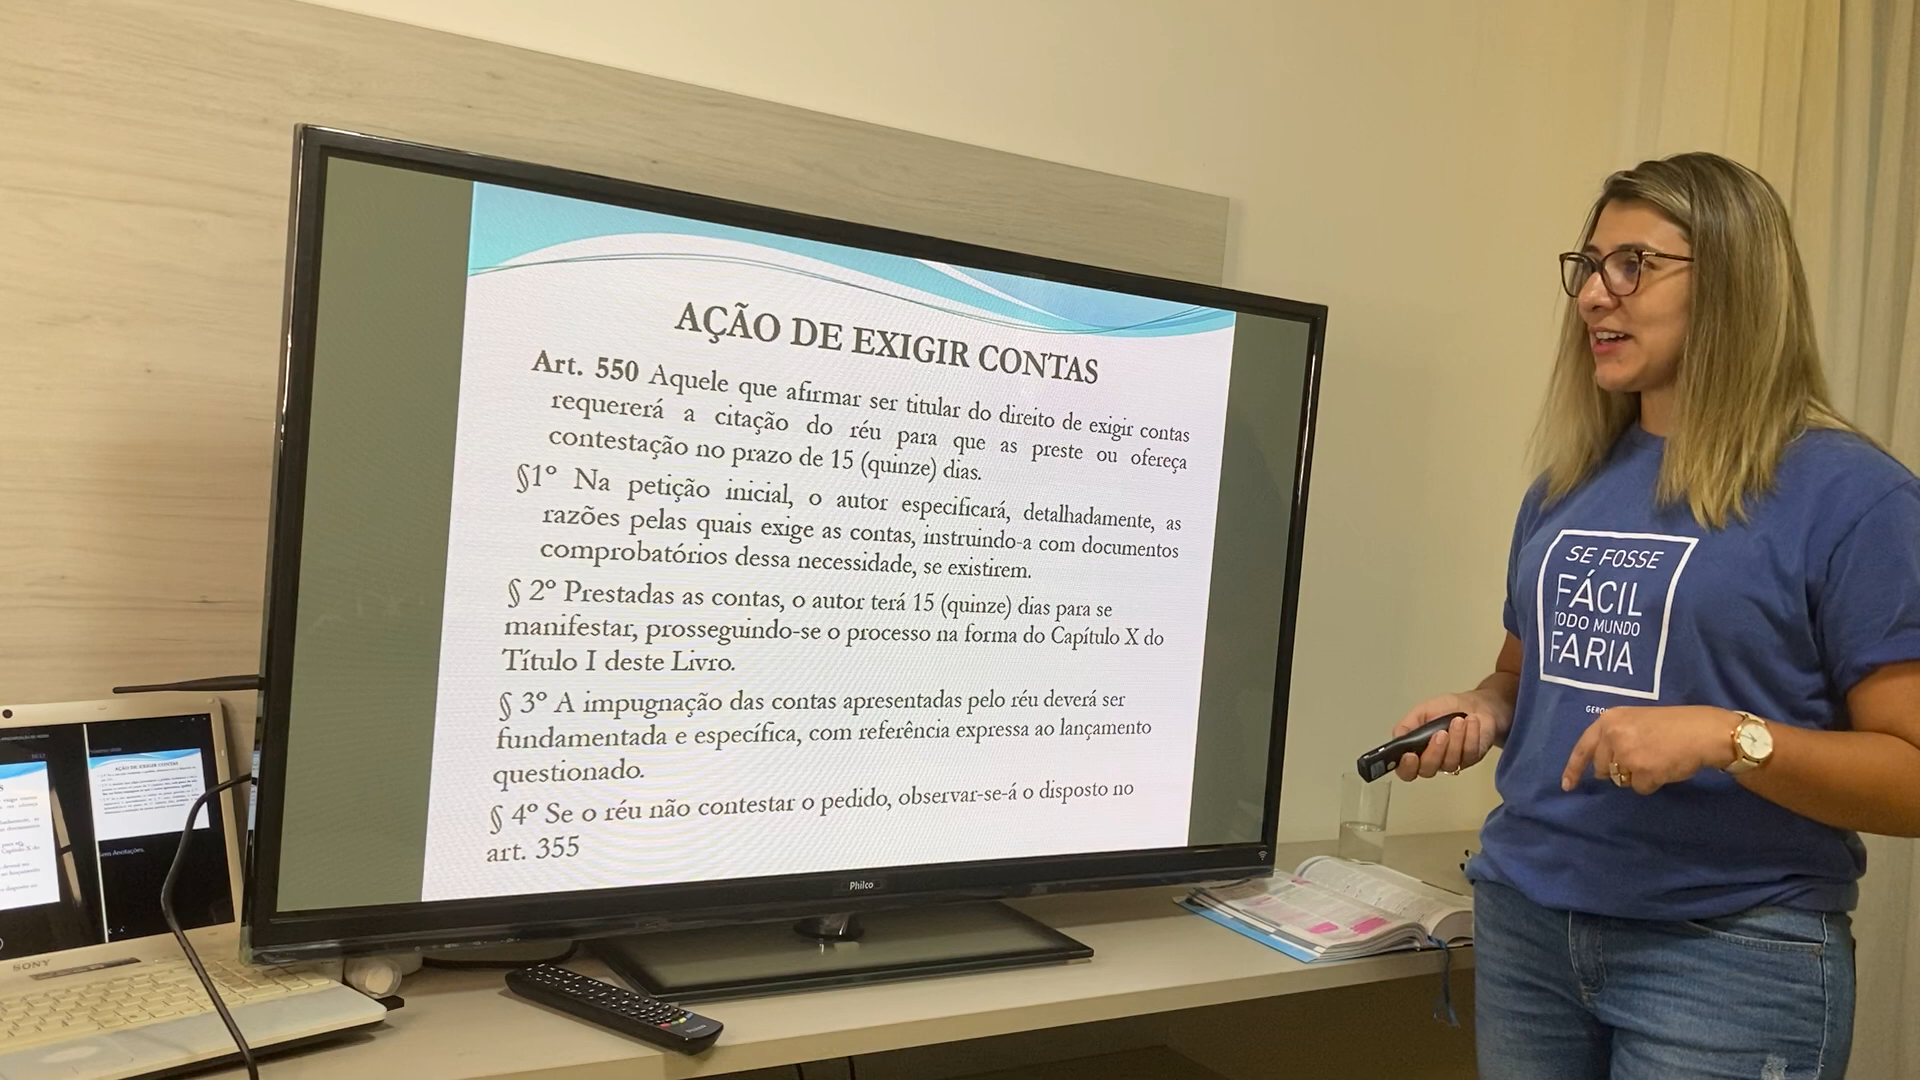 AÇÃO DE EXIGIR CONTAS
Art. 550 Aquele que afirmar ser titular do direito de exigir contas
requererá a citação do réu para que as preste ou ofereça
contestação no prazo de 15 (quinze) dias.
§1º Na petição inicial, o autor especificará, detalhadamente, as
razões pelas quais exige as contas, instruindo-a com documentos
comprobatórios dessa necessidade, se existirem.
§ 2º Prestadas as contas, o autor terá 15 (quinze) dias para se
manifestar, prosseguindo-se o processo na forma do Capítulo X do
Título I deste Livro.
§ 3º A impugnação das contas apresentadas pelo réu deverá ser
fundamentada e específica, com referência expressa ao lançamento
questionado.
§ 4º Se o réu não contestar o pedido, observar-se-á o disposto no
art. 355
Philco
SONY
AÇÃO DE EXIGIR CONTAS
SE FOSSE
FÁCIL
TODO MUNDO
FARIA